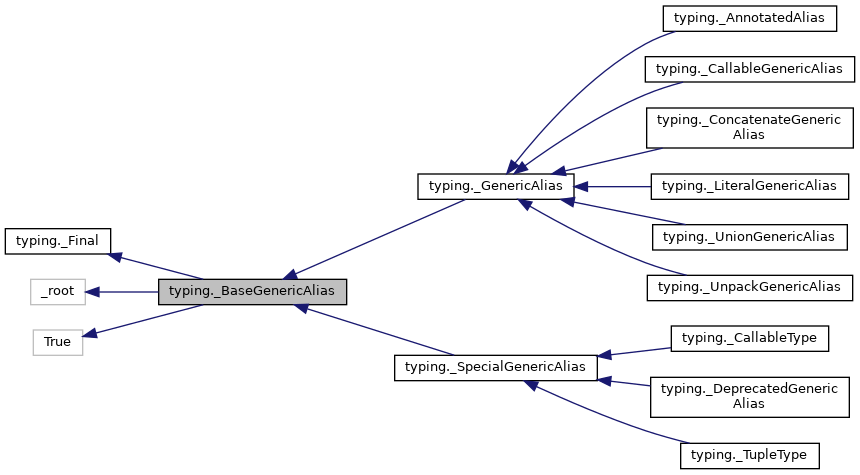 typing._AnnotatedAlias
typing._CallableGenericAlias
typing._ConcatenateGeneric
Alias
typing._GenericAlias
typing._LiteralGenericAlias
typing._UnionGenericAlias
typing._Final
typing._UnpackGenericAlias
_root
typing._BaseGenericAlias
True
typing._CallableType
typing._SpecialGenericAlias
typing._DeprecatedGeneric
Alias
typing._TupleType